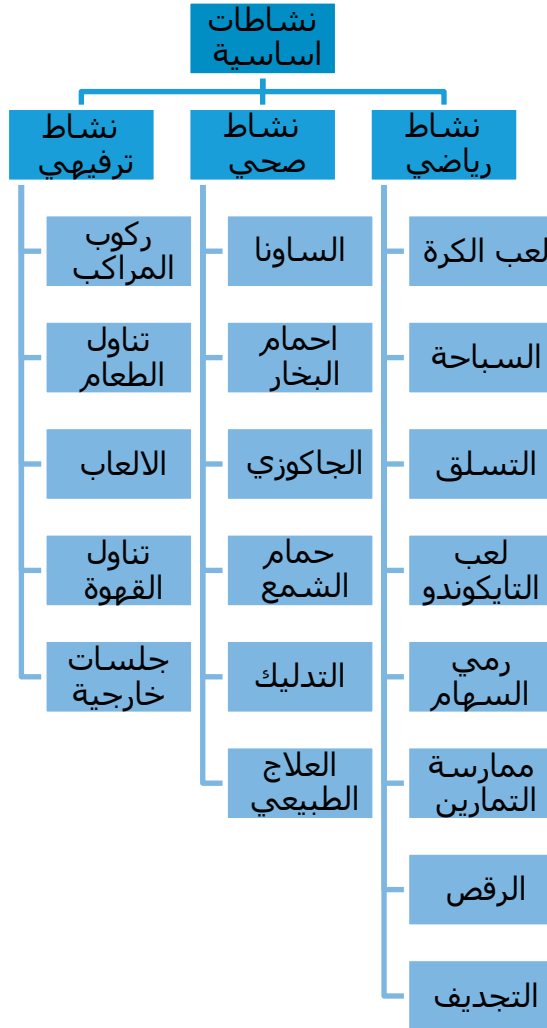 نشاطات
اساسية
نشاط
رياضي
نشاط
صحي
نشاط
ترفيهي
لعب الكرة
السباحة
التسلق
لعب
التايكوندو
رمي
السهام
ممارسة
التمارين
الرقص
التجديف
الساونا
احمام
البخار
الجاكوزي
حمام
الشمع
التدليك
العلاج
الطبيعي
ركوب
المراكب
تناول
الطعام
الالعاب
تناول
القهوة
جلسات
خارجية